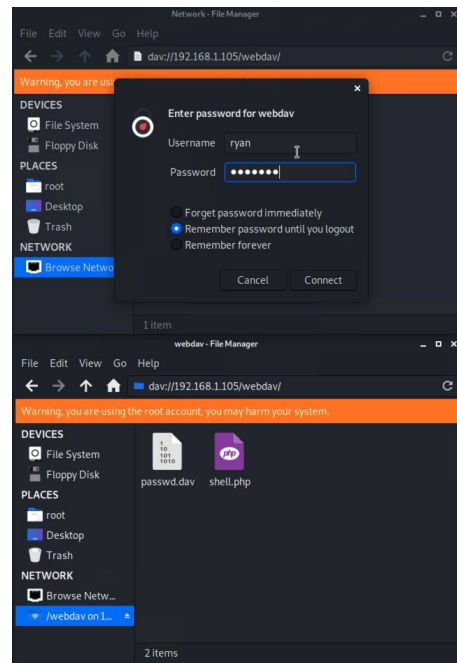 Network - File Manager
File Edit View Go Help
dav://192.168.1.105/webdav/
Warning, you are usi
DEVICES
File System
Floppy Disk
PLACES
root
Desktop
Trash
NETWORK
Browse Netwo
Enter password for webdav
Username ryan
Password ●●●●●●●
Forget password immediately
Remember password until you logout
Remember forever
Cancel Connect
1 item
webdav - File Manager
File Edit View Go Help
dav://192.168.1.105/webdav/
Warning, you are using the root account, you may harm your system.
DEVICES
File System
Floppy Disk
PLACES
root
Desktop
Trash
NETWORK
Browse Netw...
/webdav on 1...
1
10
101
1010
php
passwd.dav shell.php
2 items